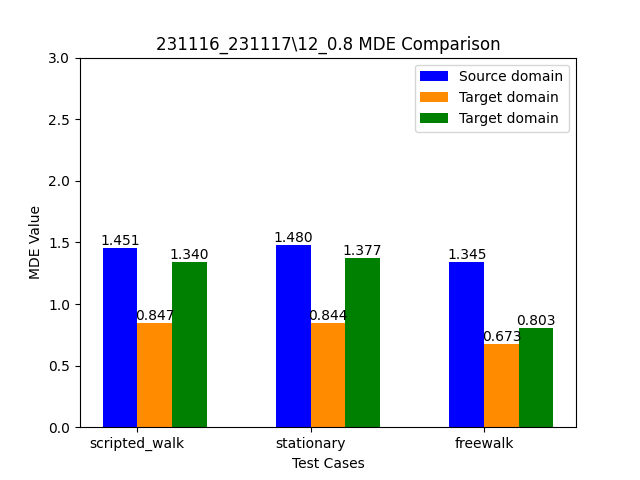 231116_231117\12_0.8 MDE Comparison
Source domain
Target domain
Target domain
3.0
2.5
2.0
1.5
1.0
0.5
0.0
MDE Value
1.451
0.847
1.340
1.480
0.844
1.377
1.345
0.673
0.803
scripted_walk
stationary
freewalk
Test Cases